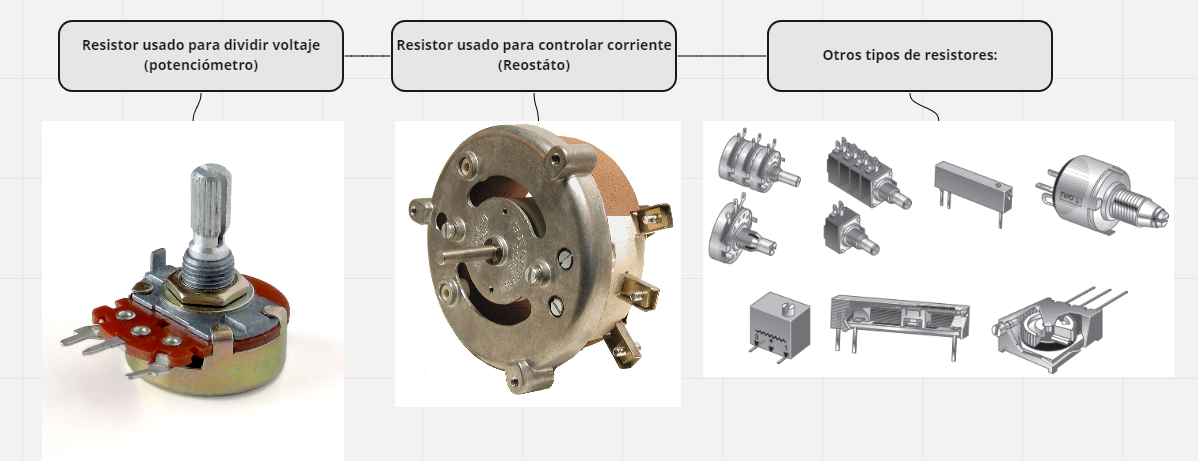 Resistor usado para dividir voltaje
(potenciómetro)
Resistor usado para controlar corriente
(Reostáto)
Otros tipos de resistores: